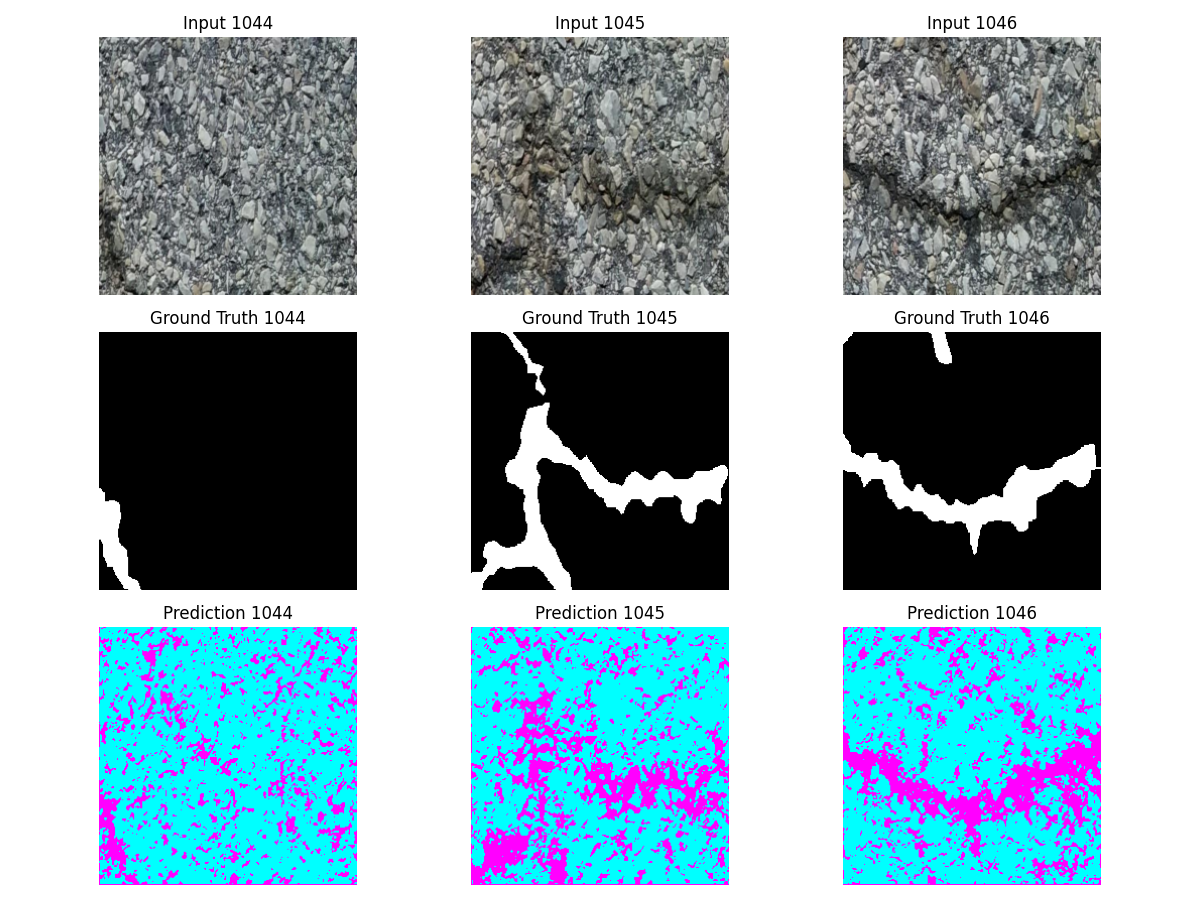 Input 1044
Input 1045
Input 1046
Ground Truth 1044
Ground Truth 1045
Ground Truth 1046
Prediction 1044
Prediction 1045
Prediction 1046